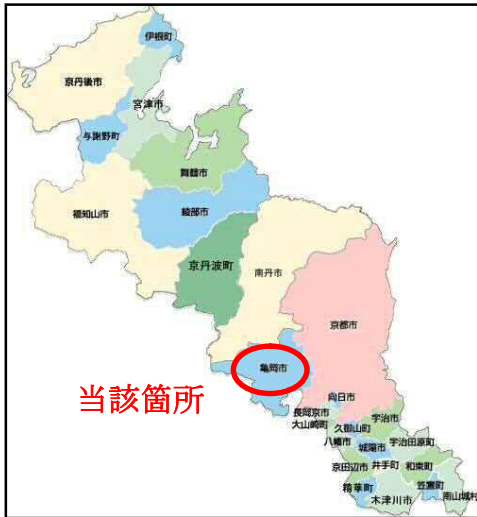 伊根町
京丹後市
宮津市
与謝野町
舞鶴市
福知山市
綾部市
京丹波町
南丹市
京都市
亀岡市
当該箇所
向日市
長岡京市
大山崎町
宇治市
久御山町
八幡市
城陽市
宇治田原町
京田辺市
井手町
和束町
精華町
笠置町
木津川市
南山城村